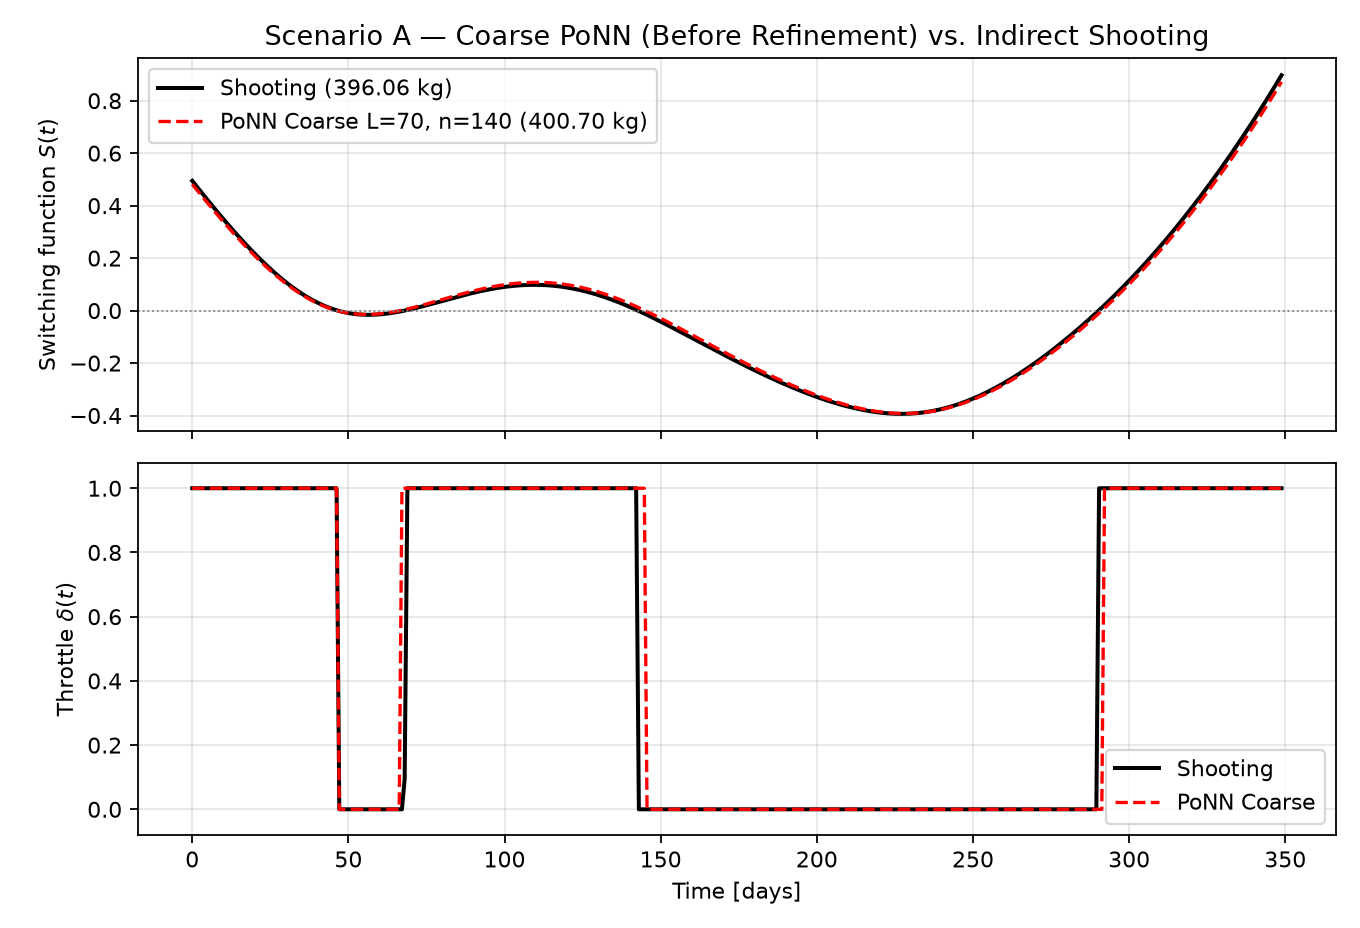 Scenario A — Coarse PoNN (Before Refinement) vs. Indirect Shooting
Switching function S(t)
0.8
0.6
0.4
0.2
0.0
−0.2
−0.4
Shooting (396.06 kg)
PoNN Coarse L=70, n=140 (400.70 kg)
Throttle δ(t)
1.0
0.8
0.6
0.4
0.2
0.0
Shooting
PoNN Coarse
0 50 100 150 200 250 300 350
Time [days]